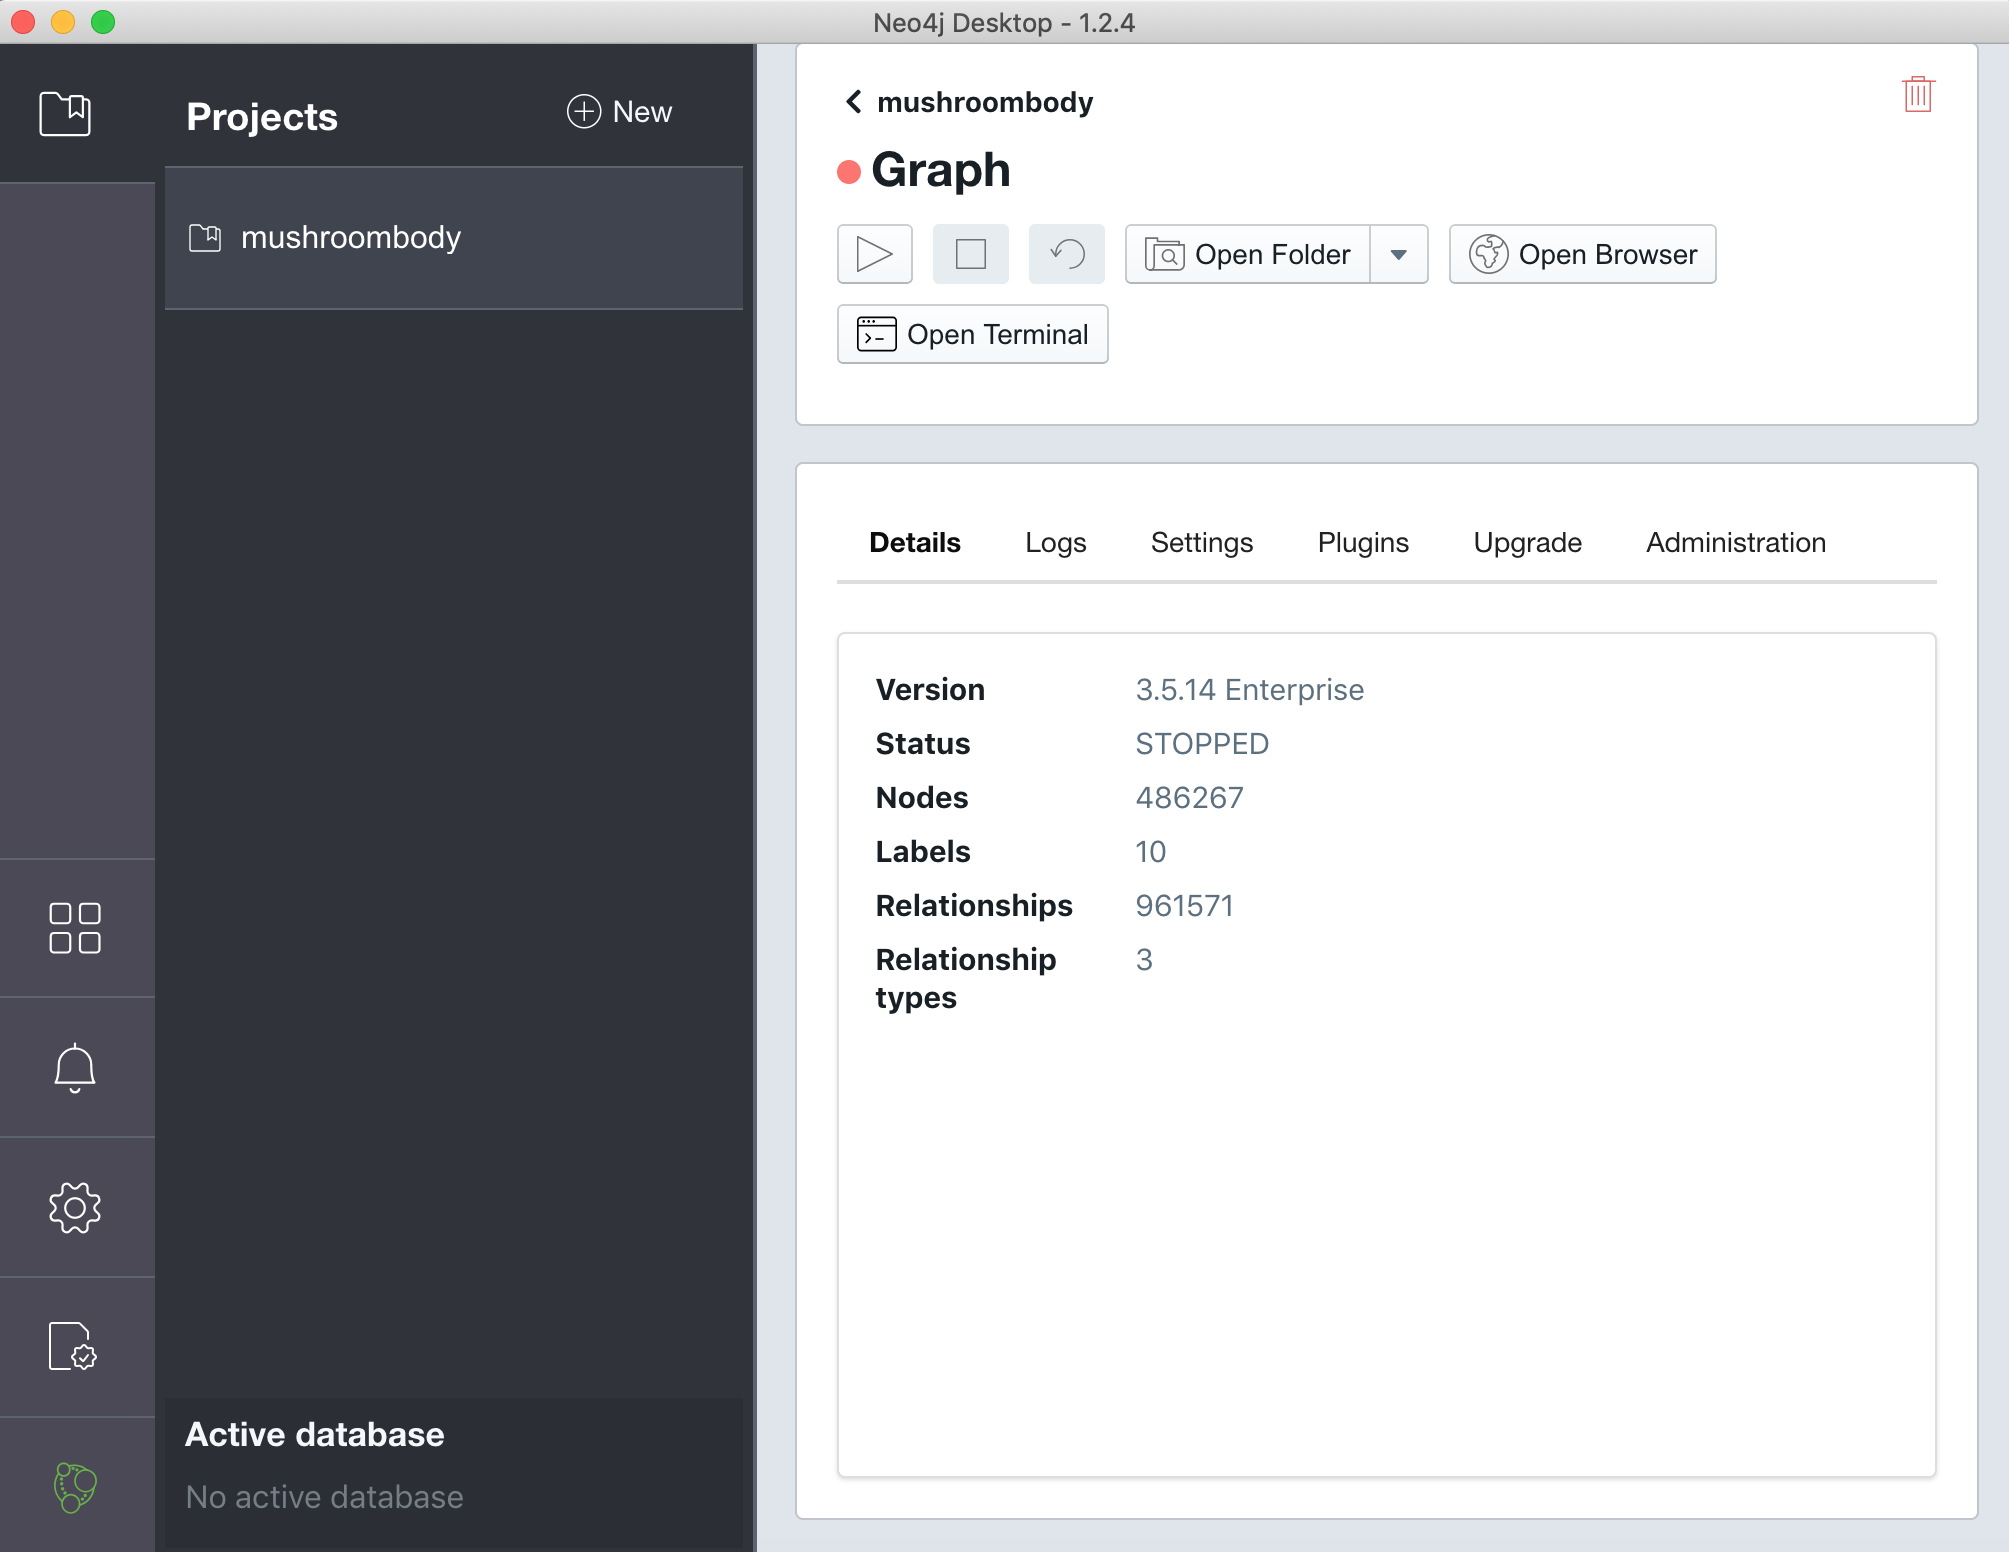 Neo4j Desktop - 1.2.4
Projects
New
mushroombody
Active database
No active database
mushroombody
Graph
Open Folder
Open Browser
Open Terminal
Details Logs Settings Plugins Upgrade Administration
Version 3.5.14 Enterprise
Status STOPPED
Nodes 486267
Labels 10
Relationships 961571
Relationship 3
types